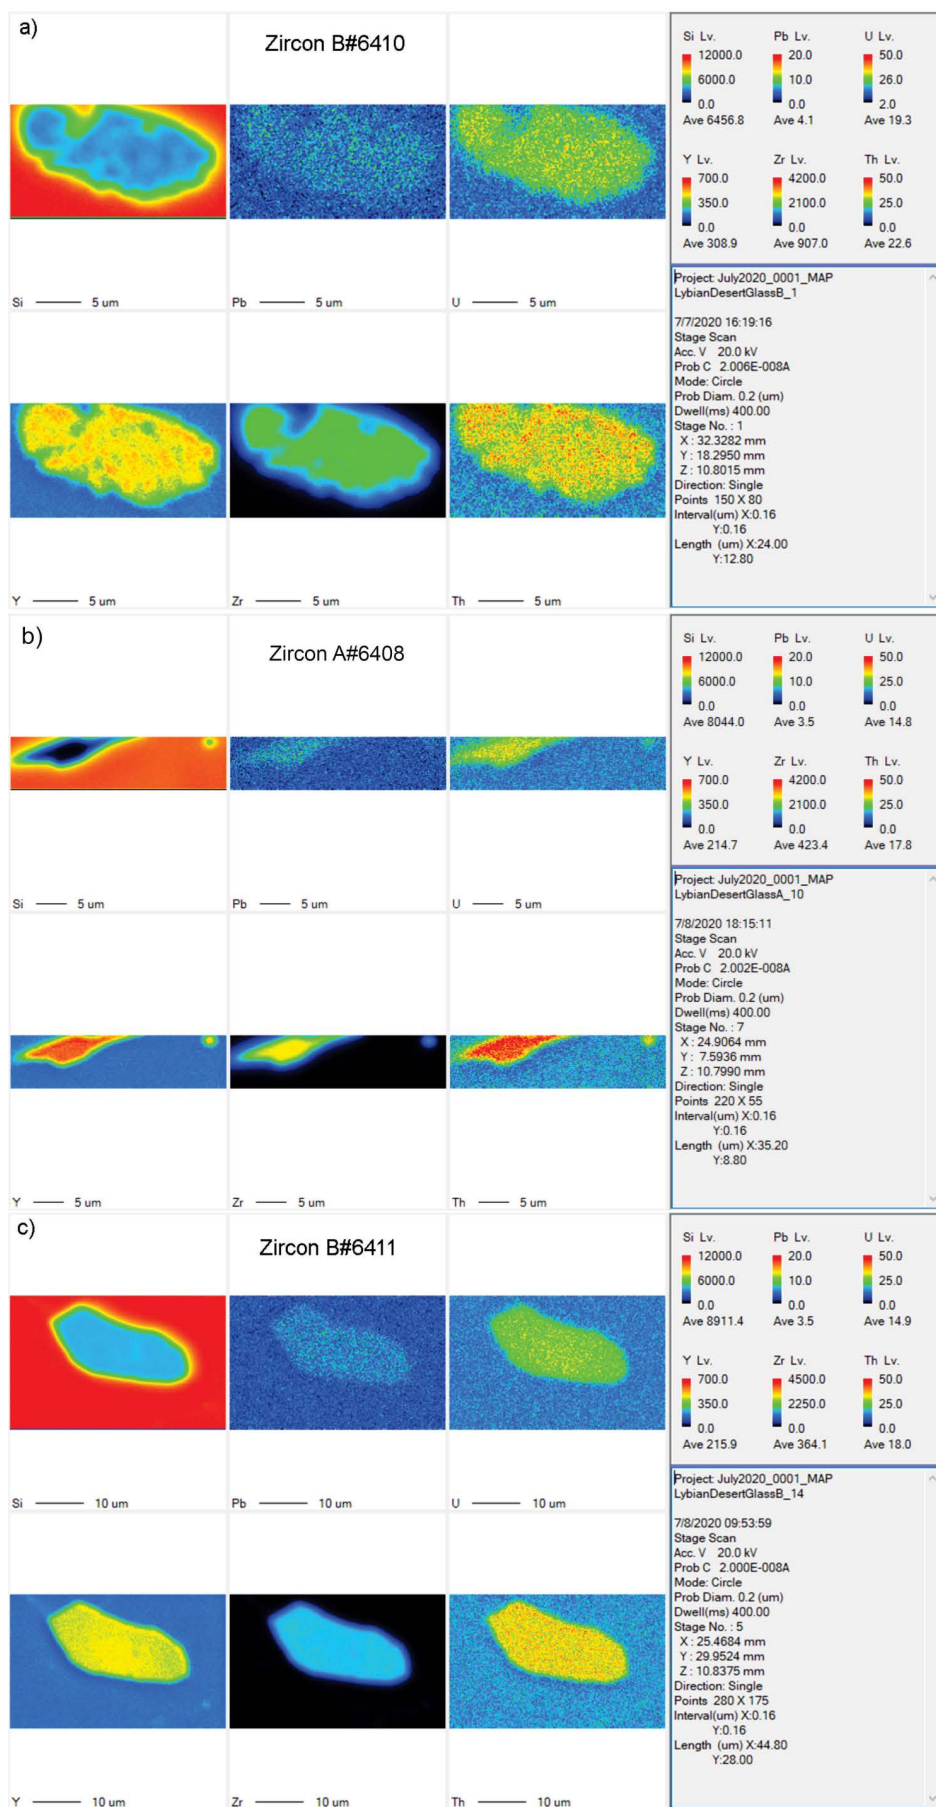 a)
Zircon B#6410
Si Lv. Pb Lv. U Lv.
12000.0 20.0 50.0
6000.0 10.0 26.0
0.0 0.0 2.0
Ave 6456.8 Ave 4.1 Ave 19.3
Y Lv. Zr Lv. Th Lv.
700.0 4200.0 50.0
350.0 2100.0 25.0
0.0 0.0 0.0
Ave 308.9 Ave 907.0 Ave 22.6
Si 5 um Pb 5 um U 5 um
Y 5 um Zr 5 um Th 5 um
Project: July2020_0001_MAP
LybianDesertGlassB_1
7/7/2020 16:19:16
Stage Scan
Acc. V 20.0 kV
Prob C 2.006E-008A
Mode: Circle
Prob Diam. 0.2 (um)
Dwell(ms) 400.00
Stage No. : 1
X : 32.3282 mm
Y : 18.2950 mm
Z : 10.8015 mm
Direction: Single
Points 150 X 80
Interval(um) X:0.16
Y:0.16
Length (um) X:24.00
Y:12.80
b)
Zircon A#6408
Si Lv. Pb Lv. U Lv.
12000.0 20.0 50.0
6000.0 10.0 25.0
0.0 0.0 0.0
Ave 8044.0 Ave 3.5 Ave 14.8
Y Lv. Zr Lv. Th Lv.
700.0 4200.0 50.0
350.0 2100.0 25.0
0.0 0.0 0.0
Ave 214.7 Ave 423.4 Ave 17.8
Si 5 um Pb 5 um U 5 um
Y 5 um Zr 5 um Th 5 um
Project: July2020_0001_MAP
LybianDesertGlassA_10
7/8/2020 18:15:11
Stage Scan
Acc. V 20.0 kV
Prob C 2.002E-008A
Mode: Circle
Prob Diam. 0.2 (um)
Dwell(ms) 400.00
Stage No. : 7
X : 24.9064 mm
Y : 7.5936 mm
Z : 10.7990 mm
Direction: Single
Points 220 X 55
Interval(um) X:0.16
Y:0.16
Length (um) X:35.20
Y:8.80
c)
Zircon B#6411
Si Lv. Pb Lv. U Lv.
12000.0 20.0 50.0
6000.0 10.0 25.0
0.0 0.0 0.0
Ave 8911.4 Ave 3.5 Ave 14.9
Y Lv. Zr Lv. Th Lv.
700.0 4500.0 50.0
350.0 2250.0 25.0
0.0 0.0 0.0
Ave 215.9 Ave 364.1 Ave 18.0
Si 10 um Pb 10 um U 10 um
Y 10 um Zr 10 um Th 10 um
Project: July2020_0001_MAP
LybianDesertGlassB_14
7/8/2020 09:53:59
Stage Scan
Acc. V 20.0 kV
Prob C 2.000E-008A
Mode: Circle
Prob Diam. 0.2 (um)
Dwell(ms) 400.00
Stage No. : 5
X : 25.4684 mm
Y : 29.9524 mm
Z : 10.8375 mm
Direction: Single
Points 280 X 175
Interval(um) X:0.16
Y:0.16
Length (um) X:44.80
Y:28.00